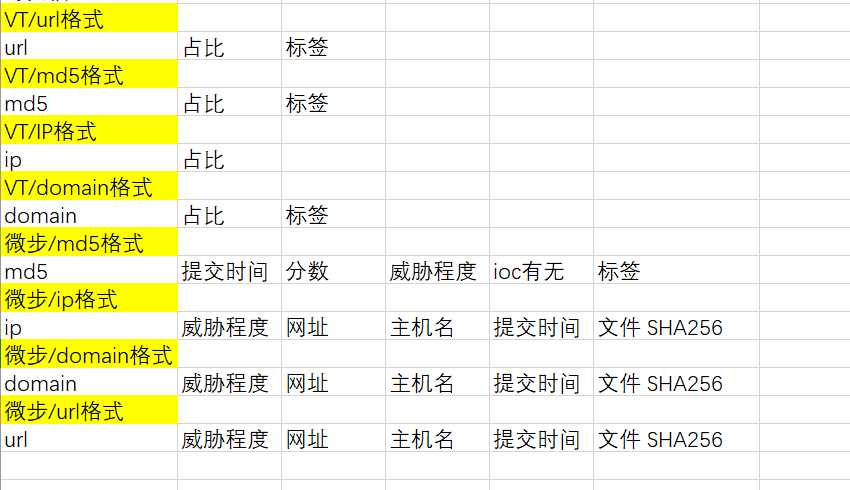 VT/url格式
url 占比 标签
VT/md5格式
md5 占比 标签
VT/IP格式
ip 占比
VT/domain格式
domain 占比 标签
微步/md5格式
md5 提交时间 分数 威胁程度 ioc有无 标签
微步/ip格式
ip 威胁程度 网址 主机名 提交时间 文件 SHA256
微步/domain格式
domain 威胁程度 网址 主机名 提交时间 文件 SHA256
微步/url格式
url 威胁程度 网址 主机名 提交时间 文件 SHA256